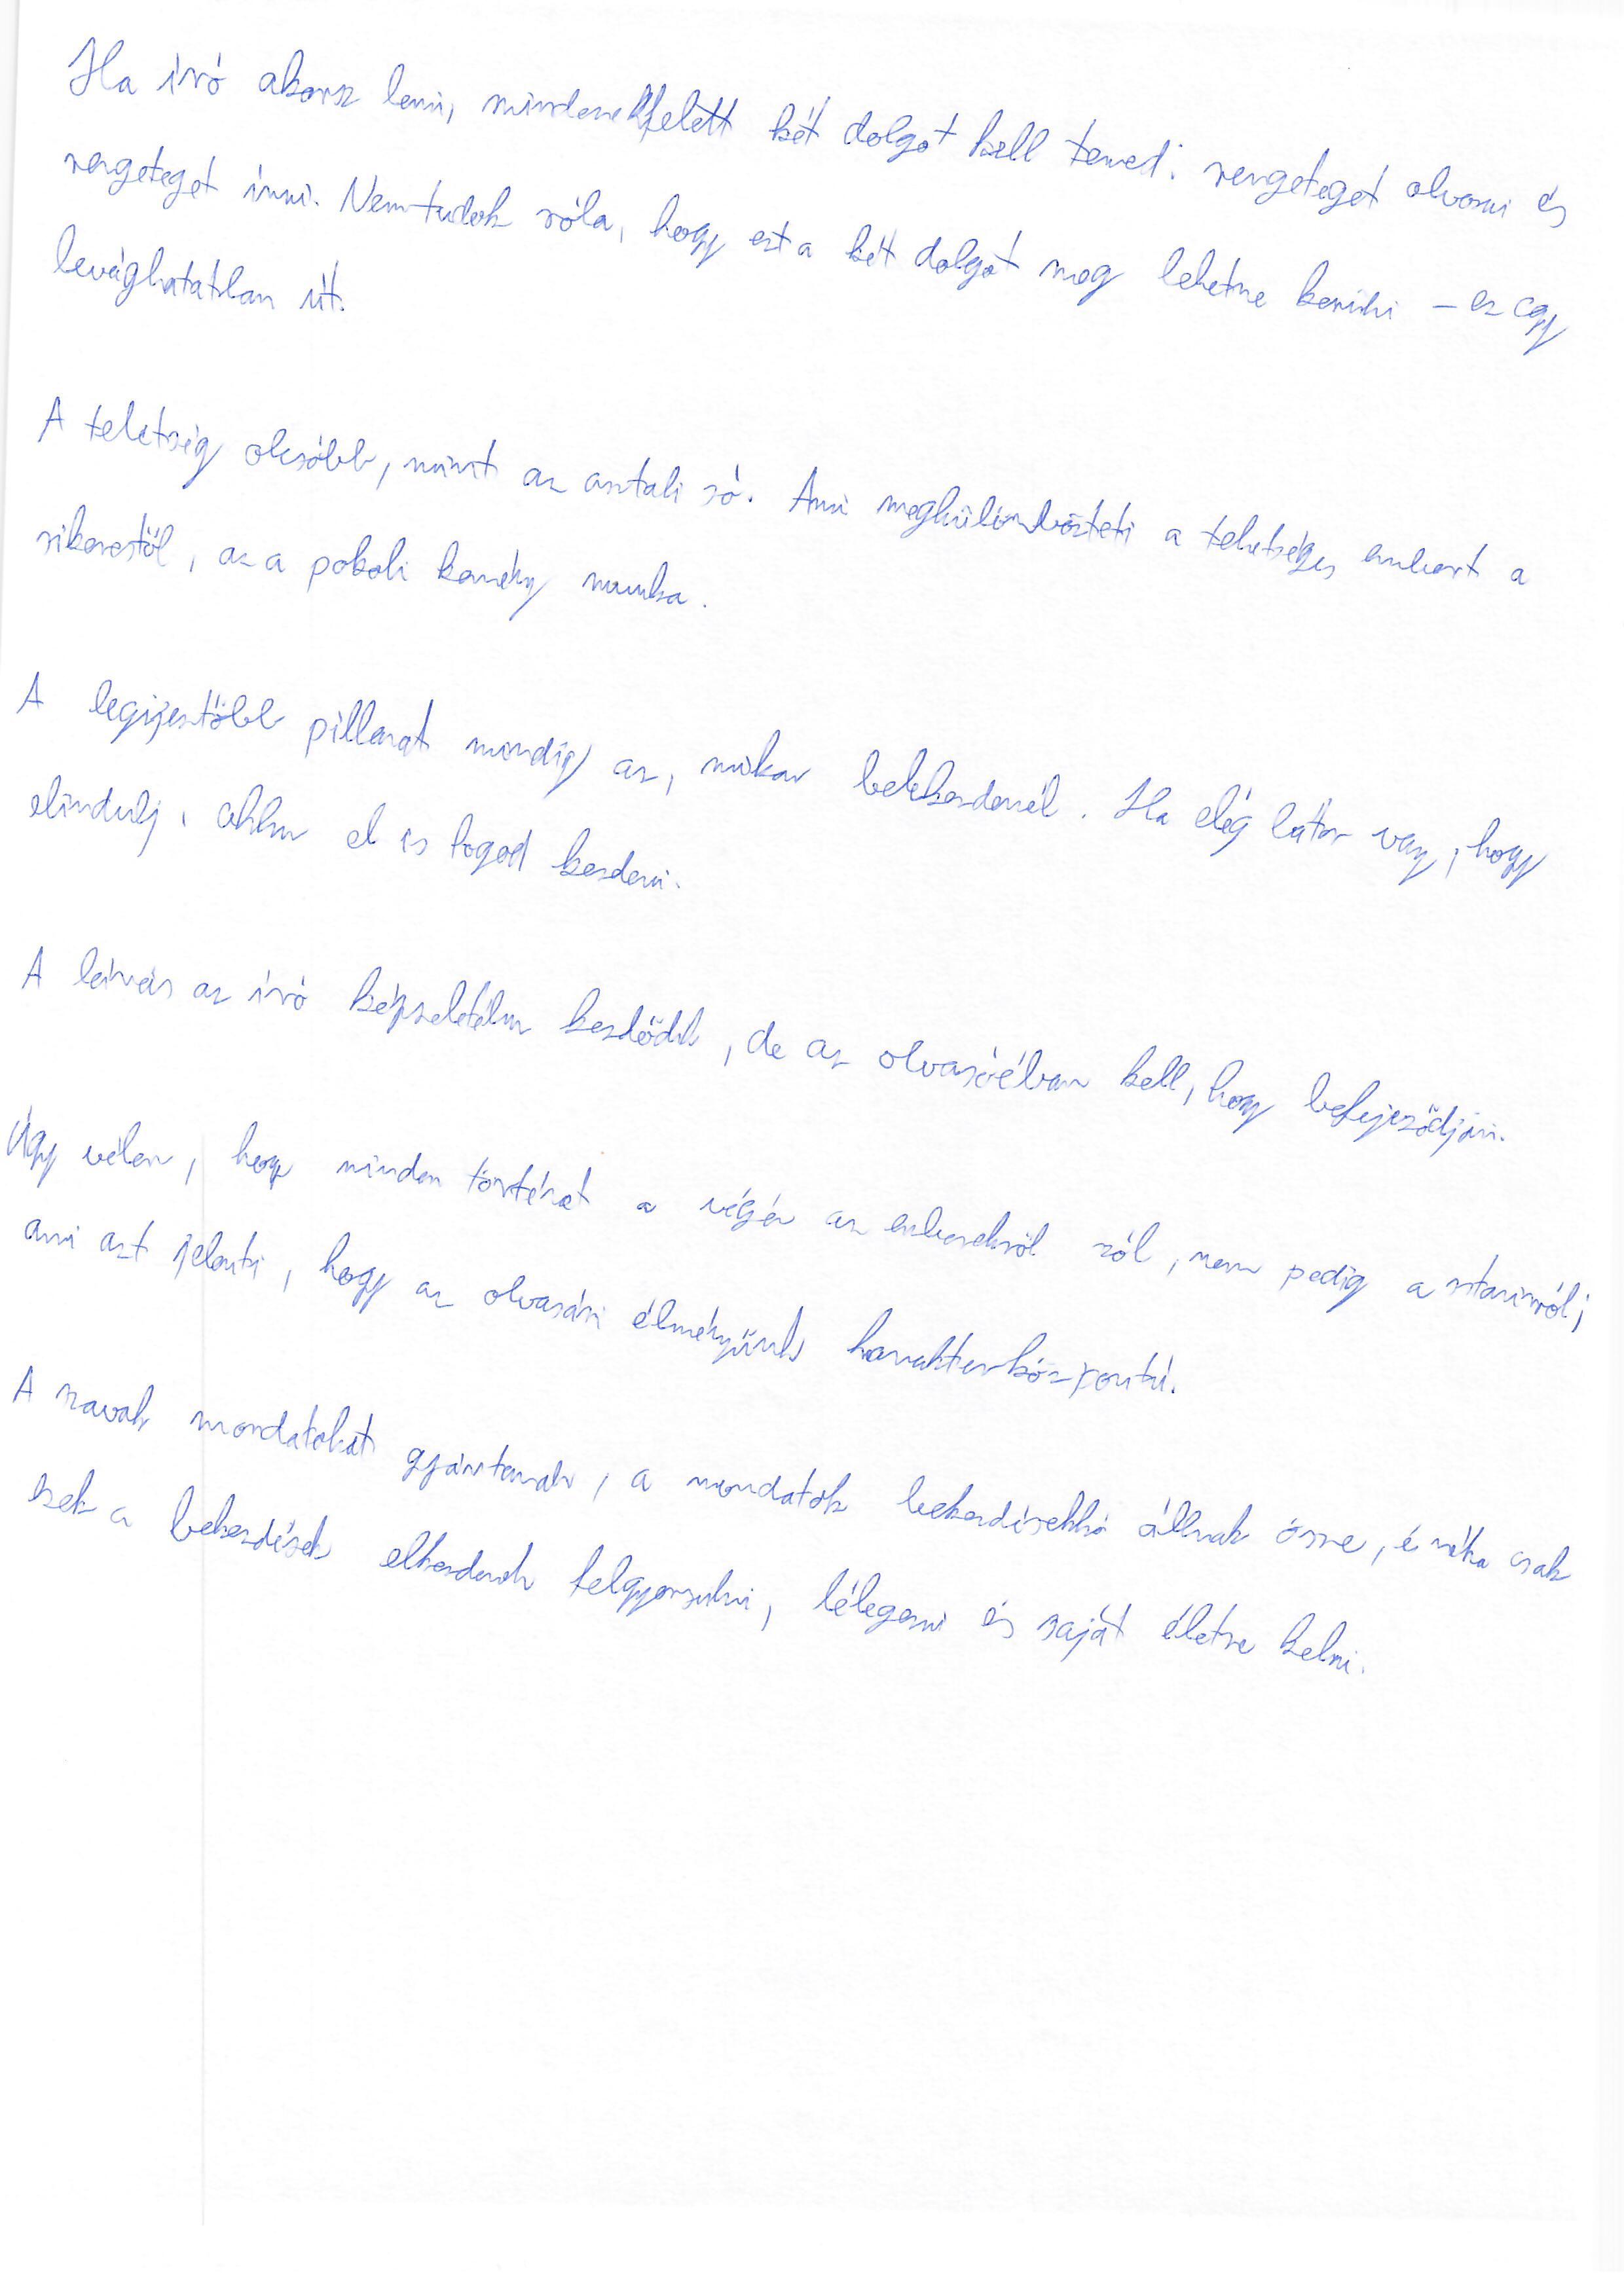 Ha író akarsz lenni, mindenekfelett két dolgot kell tenned: rengeteget olvasni és
rengeteget írni. Nem tudok róla, hogy ezt a két dolgot meg lehetne kerülni – ez egy
levághatatlan út.
A tehetség olcsóbb, mint az asztali só. Ami megkülönbözteti a tehetséges embert a
sikerestől, az a pokoli kemény munka.
A legijesztőbb pillanat mindig az, mikor belekezdenél. Ha elég bátor vagy, hogy
elindulj, akkor el is fogod kezdeni.
A leírás az író képzeletében kezdődik, de az olvasóéban kell, hogy befejeződjön.
Úgy vélem, hogy minden történet a végén az emberekről szól, nem pedig a sztorikról;
ami azt jelenti, hogy az olvasási élményünk karakterközpontú.
A szavak mondatokat gyártanak, a mondatok bekezdésekké állnak össze, és néha csak
ezek a bekezdések elkezdenek felgyorsulni, lélegezni és saját életre kelni.